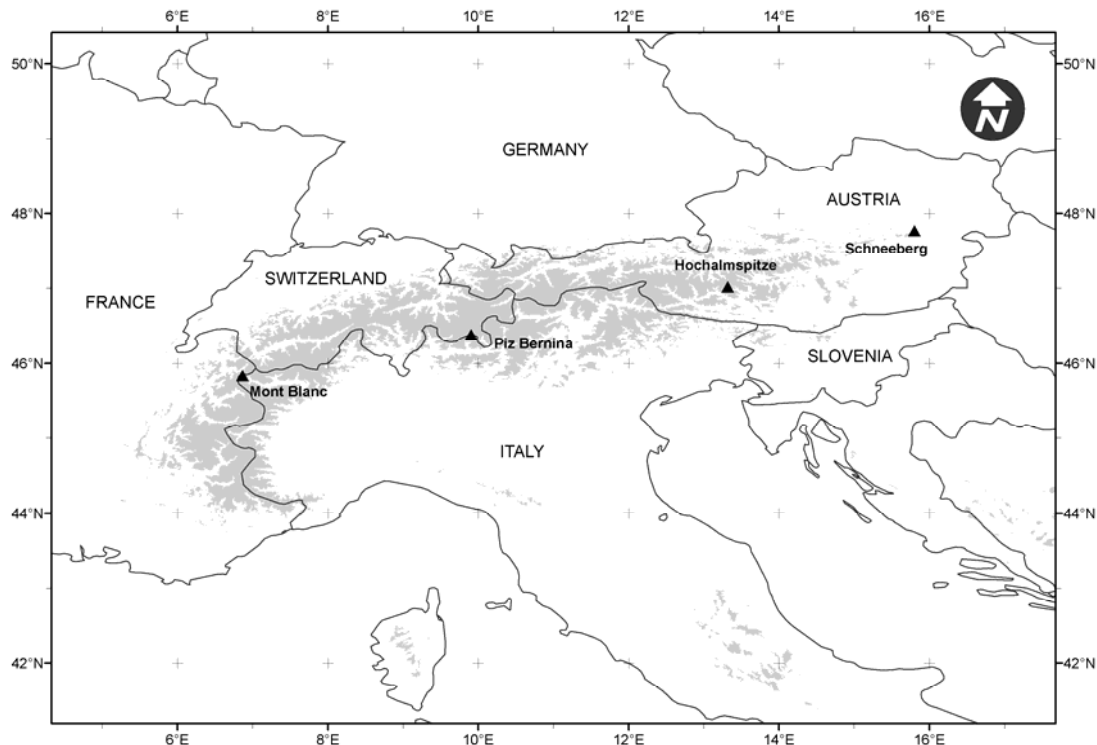 6°E 8°E 10°E 12°E 14°E 16°E
50°N 50°N
N
GERMANY
48°N AUSTRIA 48°N
Schneeberg
Hochalmspitze
SWITZERLAND
FRANCE
Piz Bernina
SLOVENIA
46°N 46°N
Mont Blanc
ITALY
44°N 44°N
42°N 42°N
6°E 8°E 10°E 12°E 14°E 16°E